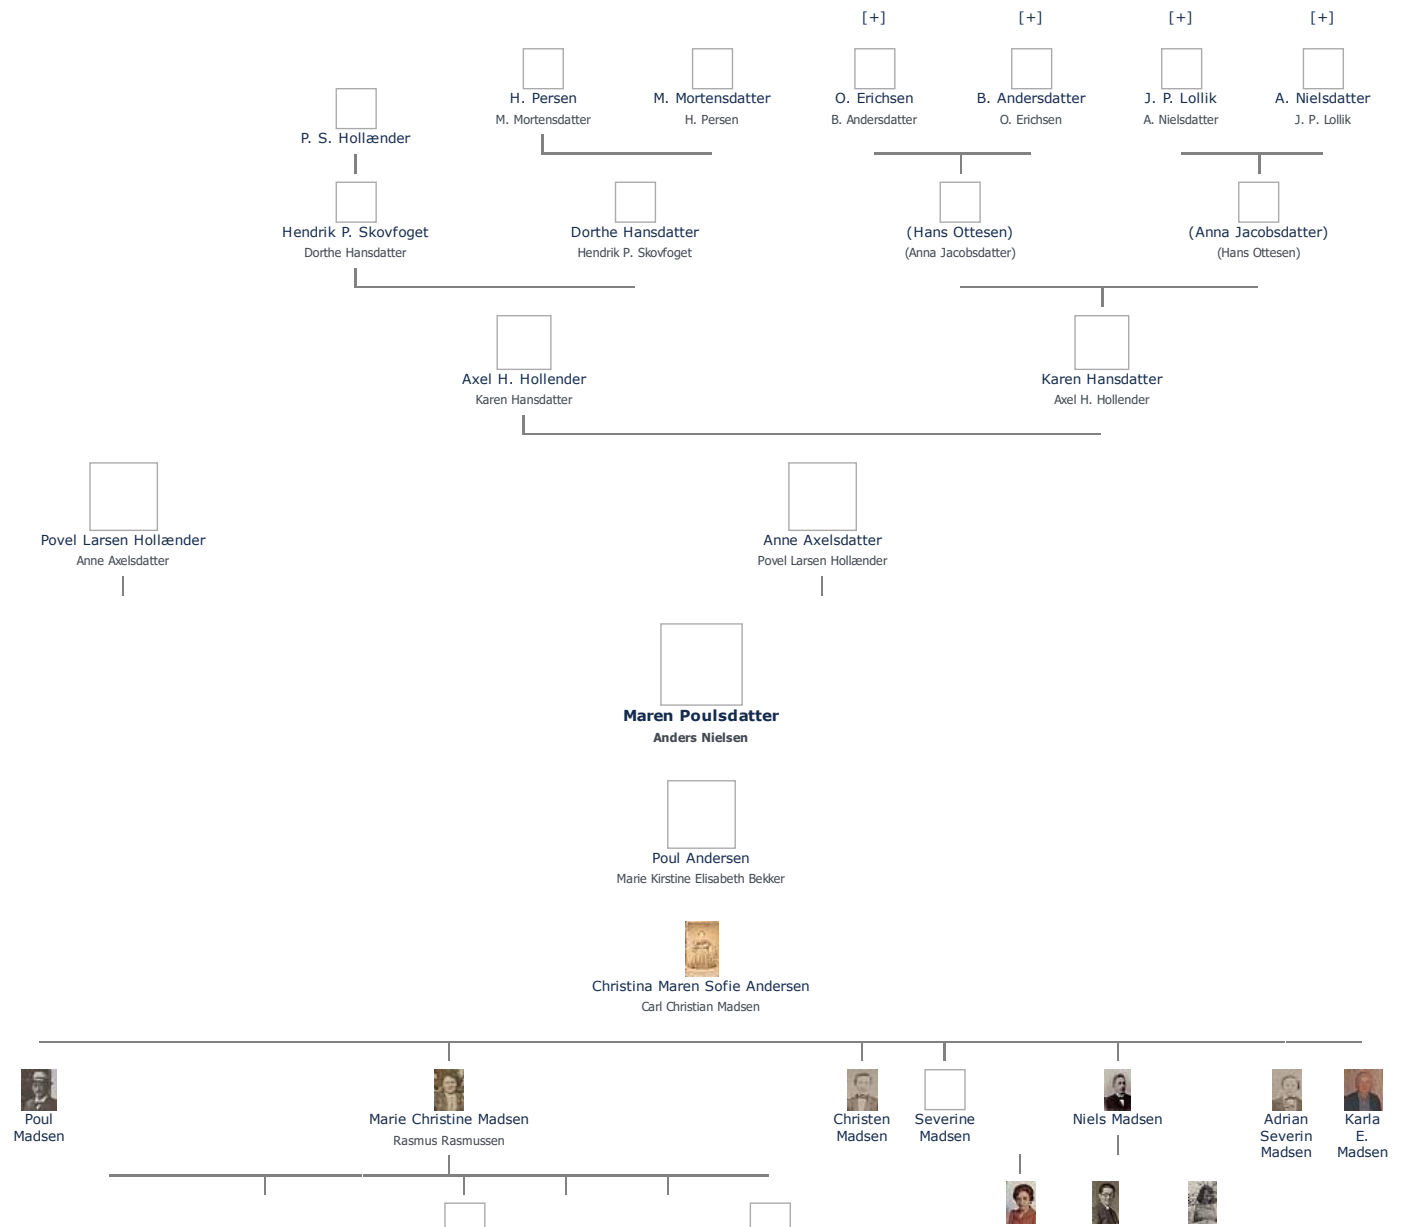 [+] [+] [+] [+]
H. Persen M. Mortensdatter O. Erichsen B. Andersdatter J. P. Lollik A. Nielsdatter
M. Mortensdatter H. Persen B. Andersdatter O. Erichsen A. Nielsdatter J. P. Lollik
P. S. Hollænder
Hendrik P. Skovfoget Dorthe Hansdatter (Hans Ottesen) (Anna Jacobsdatter)
Dorthe Hansdatter Hendrik P. Skovfoget (Anna Jacobsdatter) (Hans Ottesen)
Axel H. Hollender Karen Hansdatter
Karen Hansdatter Axel H. Hollender
Povel Larsen Hollænder Anne Axelsdatter
Anne Axelsdatter Povel Larsen Hollænder
Maren Poulsdatter
Anders Nielsen
Poul Andersen
Marie Kirstine Elisabeth Bekker
Christina Maren Sofie Andersen
Carl Christian Madsen
Poul Marie Christine Madsen Christen Severine Niels Madsen Adrian Karla
Madsen Rasmus Rasmussen Madsen Madsen Severin E.
Madsen Madsen